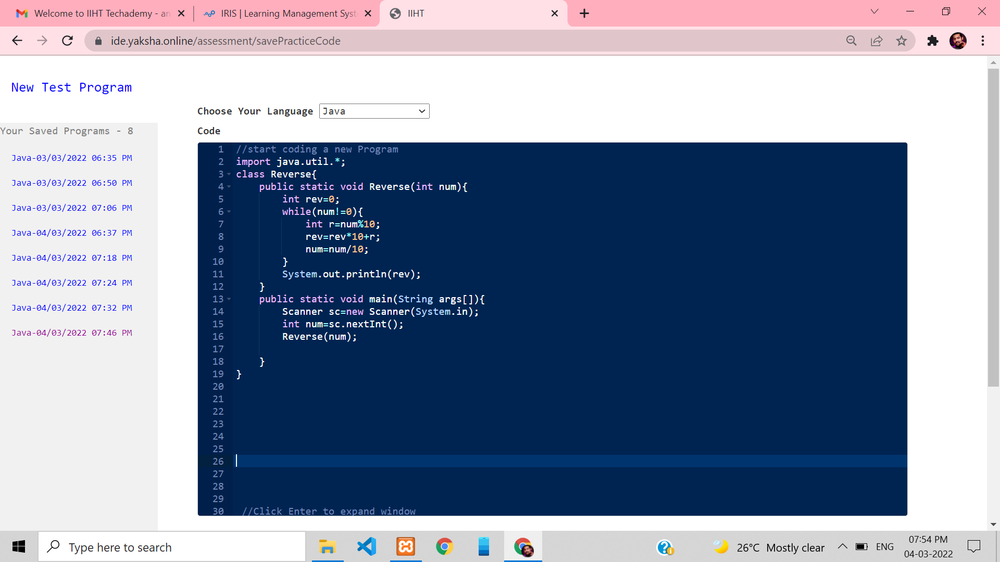 Welcome to IIHT Techademy - an
IRIS | Learning Management Syst
IIHT
ide.yaksha.online/assessment/savePracticeCode
New Test Program
Choose Your Language Java
Your Saved Programs - 8
Code
Java-03/03/2022 06:35 PM
Java-03/03/2022 06:50 PM
Java-03/03/2022 07:06 PM
Java-04/03/2022 06:37 PM
Java-04/03/2022 07:18 PM
Java-04/03/2022 07:24 PM
Java-04/03/2022 07:32 PM
Java-04/03/2022 07:46 PM
1 //start coding a new Program
2 import java.util.*;
3 class Reverse{
4 public static void Reverse(int num){
5 int rev=0;
6 while(num!=0){
7 int r=num%10;
8 rev=rev*10+r;
9 num=num/10;
10 }
11 System.out.println(rev);
12 }
13 public static void main(String args[]){
14 Scanner sc=new Scanner(System.in);
15 int num=sc.nextInt();
16 Reverse(num);
17
18 }
19 }
20
21
22
23
24
25
26
27
28
29
30 //Click Enter to expand window
Type here to search
26°C Mostly clear
ENG
07:54 PM
04-03-2022